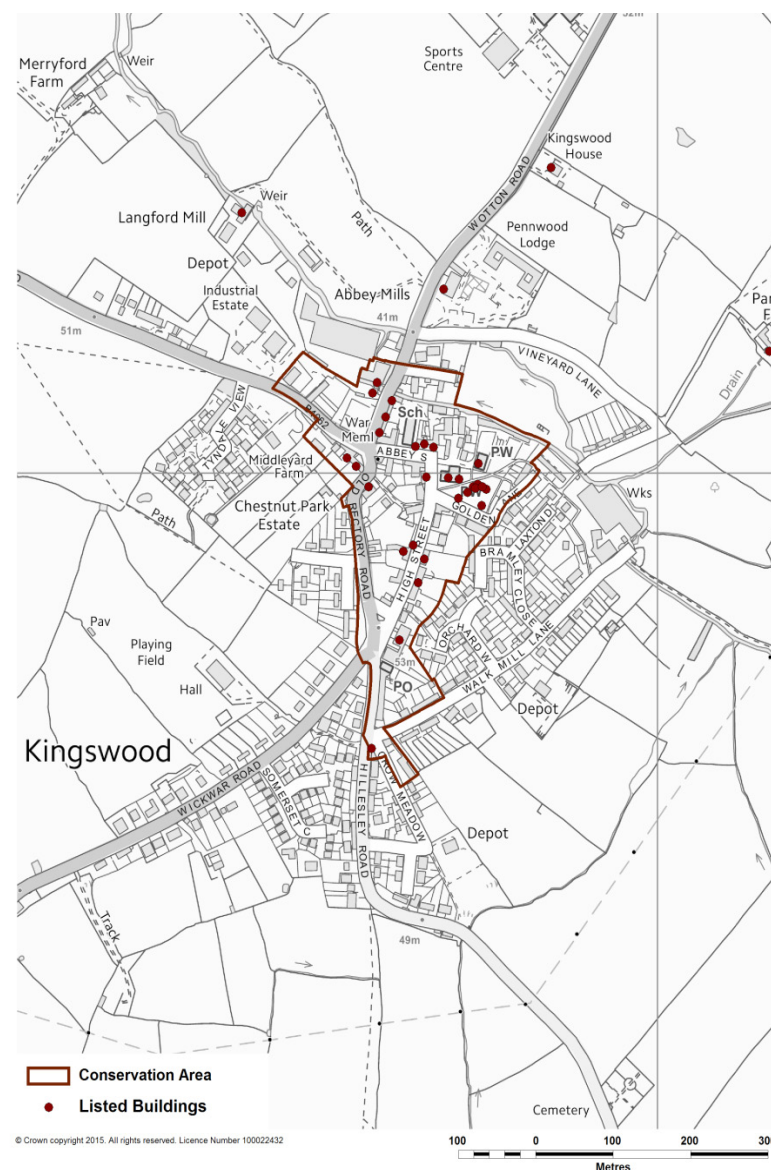 52m
Sports
Centre
Merryford
Farm
Weir
Kingswood
House
WOTTON ROAD
Langford Mill
Weir
Path
Pennwood
Lodge
Depot
Industrial
Estate
Abbey Mills
41m
51m
VINEYARD LANE
Drain
B4062
TYNDALE VIEW
War
Meml
Sch
ABBEY S
PW
Middleyard
Farm
Chestnut Park
Estate
OLD RECTORY ROAD
GOLDEN LANE
Wks
Path
HIGH STREET
BRAMLEY CLOSE
LAXTON D
ORCHARD W
WALK MILL LANE
Pav
Playing
Field
Hall
53m
PO
Depot
Kingswood
WICKWAR ROAD
SOMERSET C
HILLESLEY ROAD
MEADOW
Depot
Track
49m
Cemetery
Conservation Area
Listed Buildings
© Crown copyright 2015. All rights reserved. Licence Number 100022432
100 0 100 200
Metres